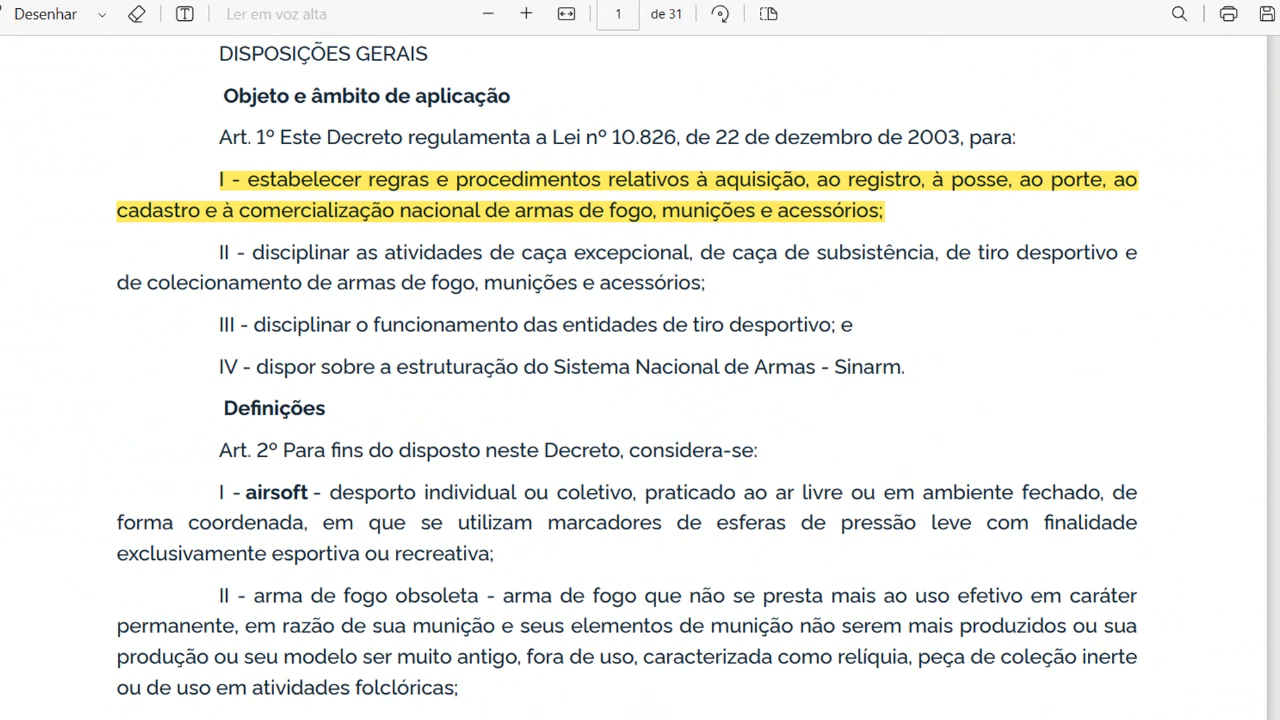 Desenhar
Ler em voz alta
1
de 31
DISPOSIÇÕES GERAIS
Objeto e âmbito de aplicação
Art. 1º Este Decreto regulamenta a Lei nº 10.826, de 22 de dezembro de 2003, para:
I - estabelecer regras e procedimentos relativos à aquisição, ao registro, à posse, ao porte, ao
cadastro e à comercialização nacional de armas de fogo, munições e acessórios;
II - disciplinar as atividades de caça excepcional, de caça de subsistência, de tiro desportivo e
de colecionamento de armas de fogo, munições e acessórios;
III - disciplinar o funcionamento das entidades de tiro desportivo; e
IV - dispor sobre a estruturação do Sistema Nacional de Armas - Sinarm.
Definições
Art. 2º Para fins do disposto neste Decreto, considera-se:
I - airsoft - desporto individual ou coletivo, praticado ao ar livre ou em ambiente fechado, de
forma coordenada, em que se utilizam marcadores de esferas de pressão leve com finalidade
exclusivamente esportiva ou recreativa;
II - arma de fogo obsoleta - arma de fogo que não se presta mais ao uso efetivo em caráter
permanente, em razão de sua munição e seus elementos de munição não serem mais produzidos ou sua
produção ou seu modelo ser muito antigo, fora de uso, caracterizada como relíquia, peça de coleção inerte
ou de uso em atividades folclóricas;